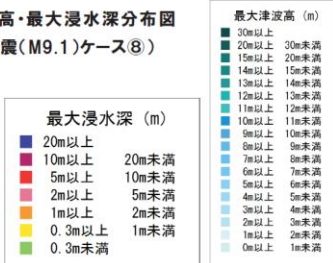 高・最大浸水深分布図
震(M9.1)ケース⑧)
最大浸水深 (m)
20m以上
10m以上 20m未満
5m以上 10m未満
2m以上 5m未満
1m以上 2m未満
0.3m以上 1m未満
0.3m未満
最大津波高 (m)
30m以上
20m以上 30m未満
15m以上 20m未満
14m以上 15m未満
13m以上 14m未満
12m以上 13m未満
11m以上 12m未満
10m以上 11m未満
9m以上 10m未満
8m以上 9m未満
7m以上 8m未満
6m以上 7m未満
5m以上 6m未満
4m以上 5m未満
3m以上 4m未満
2m以上 3m未満
1m以上 2m未満
0m以上 1m未満